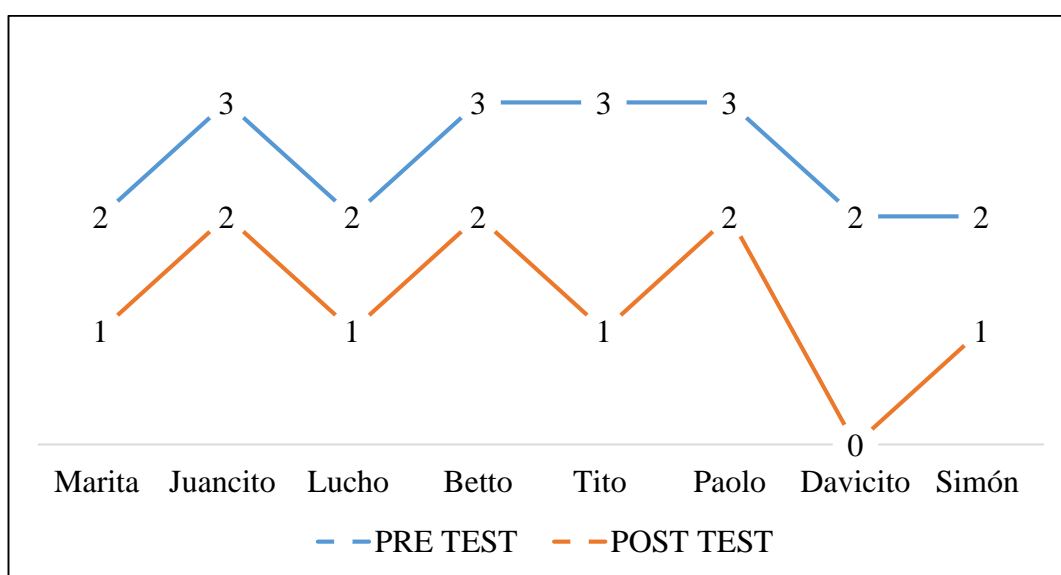 3 3 3 3
2 2 2 2 2 2 2
1 1 1 1
0
Marita Juancito Lucho Betto Tito Paolo Davicito Simón
PRE TEST POST TEST